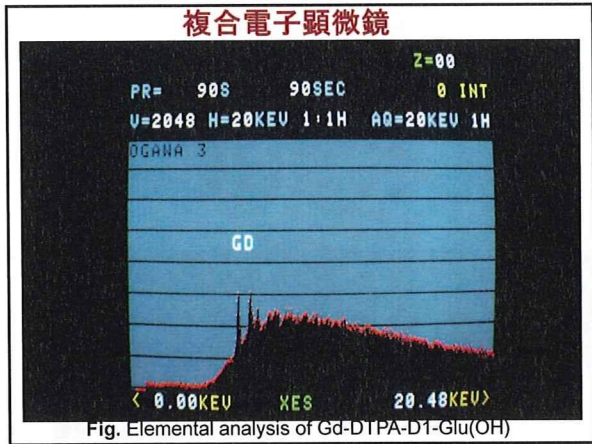 複合電子顕微鏡
Z=00
PR= 90S 90SEC 0 INT
V=2048 H=20KEV 1:1H AQ=20KEV 1H
OGAWA 3
GD
< 0.00KEV XES 20.48KEV>
Fig. Elemental analysis of Gd-DTPA-D1-Glu(OH)